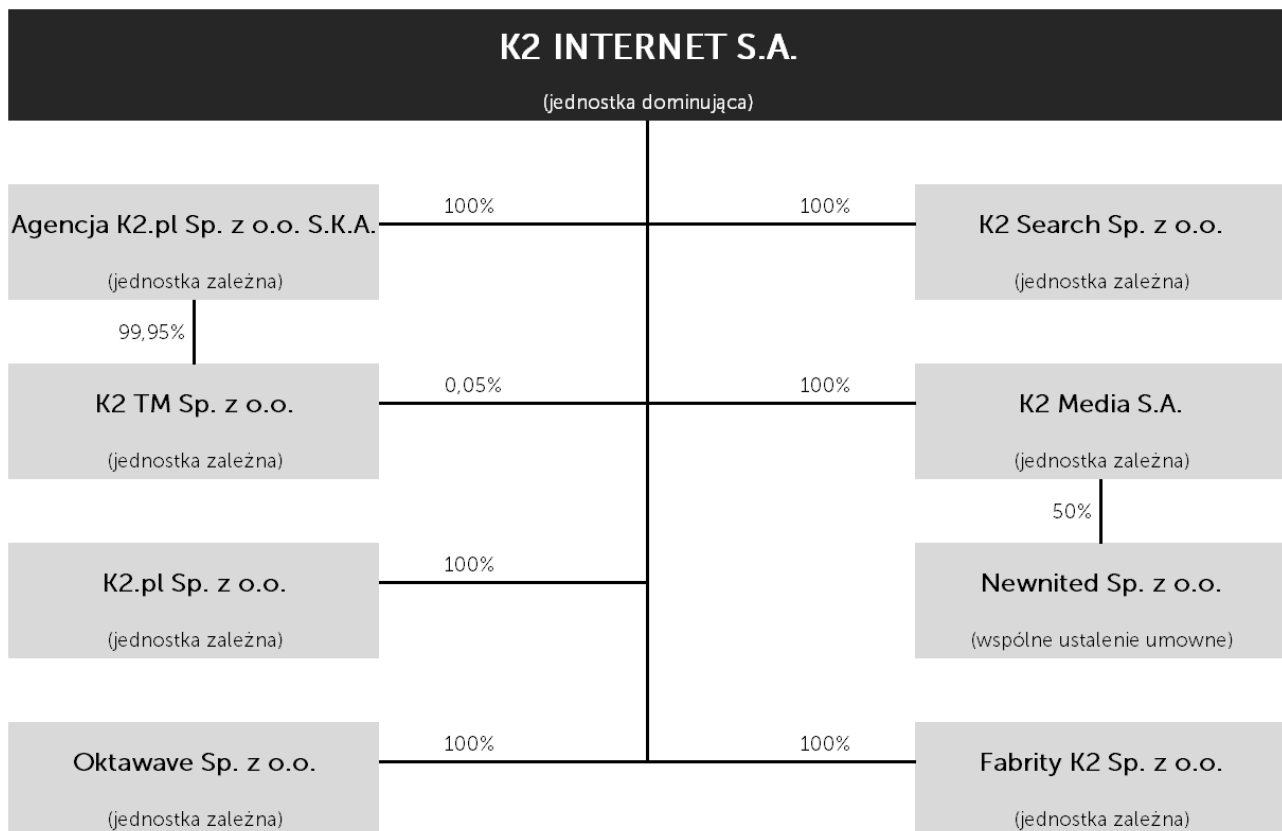 K2 INTERNET S.A.
(jednostka dominująca)
Agencja K2.pl Sp. z o.o. S.K.A.
(jednostka zależna)
100%
100%
K2 Search Sp. z o.o.
(jednostka zależna)
99,95%
K2 TM Sp. z o.o.
(jednostka zależna)
0,05%
100%
K2 Media S.A.
(jednostka zależna)
50%
K2.pl Sp. z o.o.
(jednostka zależna)
100%
Newnited Sp. z o.o.
(wspólne ustalenie umowne)
Oktawave Sp. z o.o.
(jednostka zależna)
100%
100%
Fabrity K2 Sp. z o.o.
(jednostka zależna)